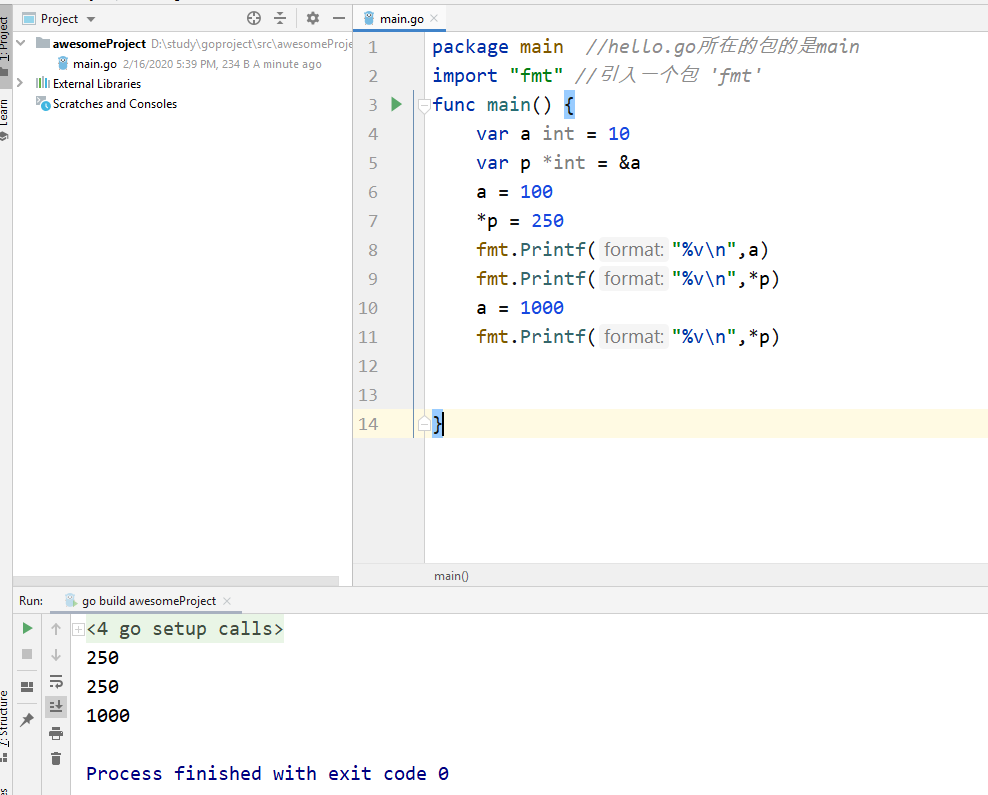 Project
main.go
1: Project
awesomeProject D:\study\goproject\src\awesomeProje
main.go 2/16/2020 5:39 PM, 234 B A minute ago
External Libraries
Scratches and Consoles
Learn
1 package main //hello.go所在的包的是main
2 import "fmt" //引入一个包 'fmt'
3 func main() {
4 var a int = 10
5 var p *int = &a
6 a = 100
7 *p = 250
8 fmt.Printf( format: "%v\n",a)
9 fmt.Printf( format: "%v\n",*p)
10 a = 1000
11 fmt.Printf( format: "%v\n",*p)
12
13
14 }
main()
Run: go build awesomeProject
<4 go setup calls>
250
250
1000
Process finished with exit code 0
7: Structure